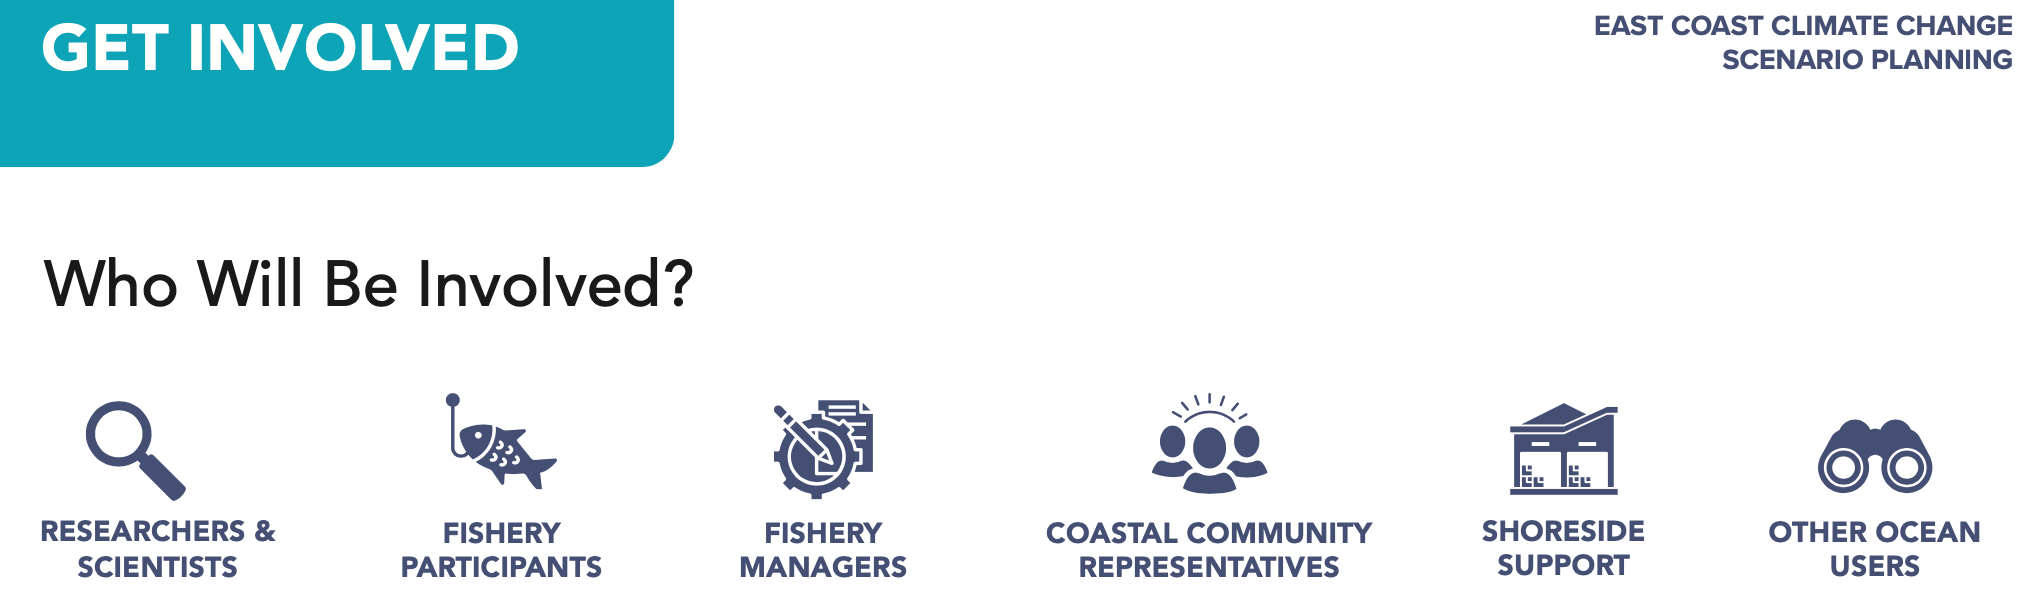 GET INVOLVED
EAST COAST CLIMATE CHANGE
SCENARIO PLANNING
Who Will Be Involved?
RESEARCHERS &
SCIENTISTS
FISHERY
PARTICIPANTS
FISHERY
MANAGERS
COASTAL COMMUNITY
REPRESENTATIVES
SHORESIDE
SUPPORT
OTHER OCEAN
USERS